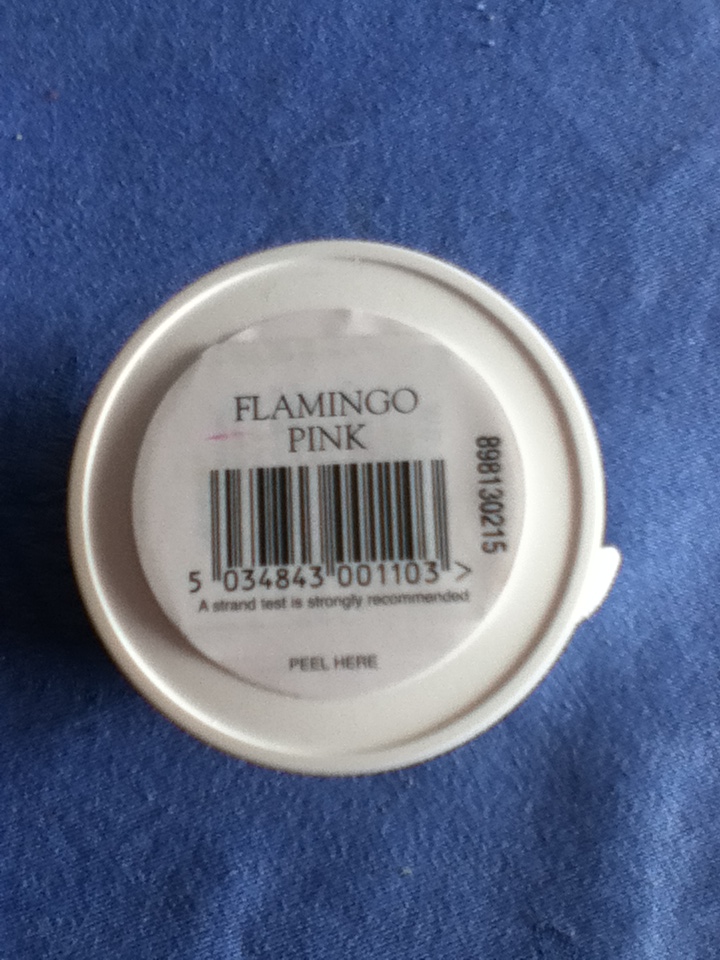 FLAMINGO
PINK
898130215
5 034843 001103 >
A strand test is strongly recommended
PEEL HERE